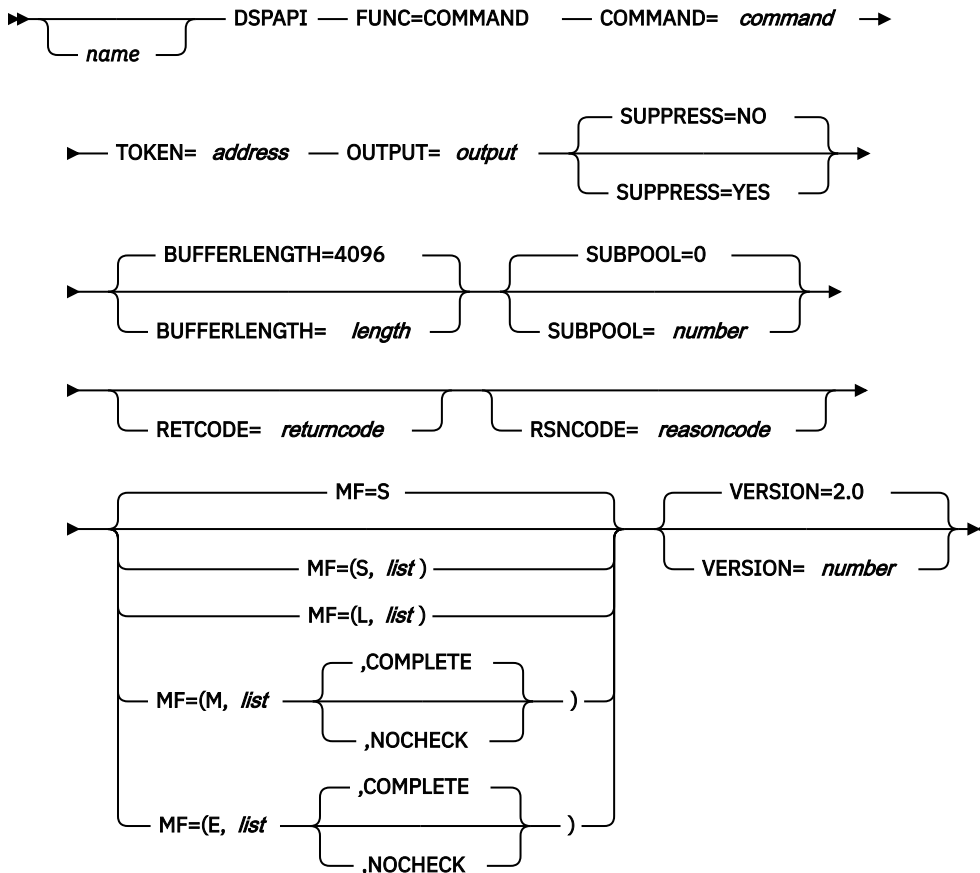 DSPAPI FUNC=COMMAND COMMAND= command
name
SUPPRESS=NO
TOKEN= address OUTPUT= output
SUPPRESS=YES
BUFFERLENGTH=4096 SUBPOOL=0
BUFFERLENGTH= length SUBPOOL= number
RETCODE= returncode RSNCODE= reasoncode
MF=S VERSION=2.0
MF=(S, list ) VERSION= number
MF=(L, list )
,COMPLETE
MF=(M, list )
,NOCHECK
,COMPLETE
MF=(E, list )
,NOCHECK